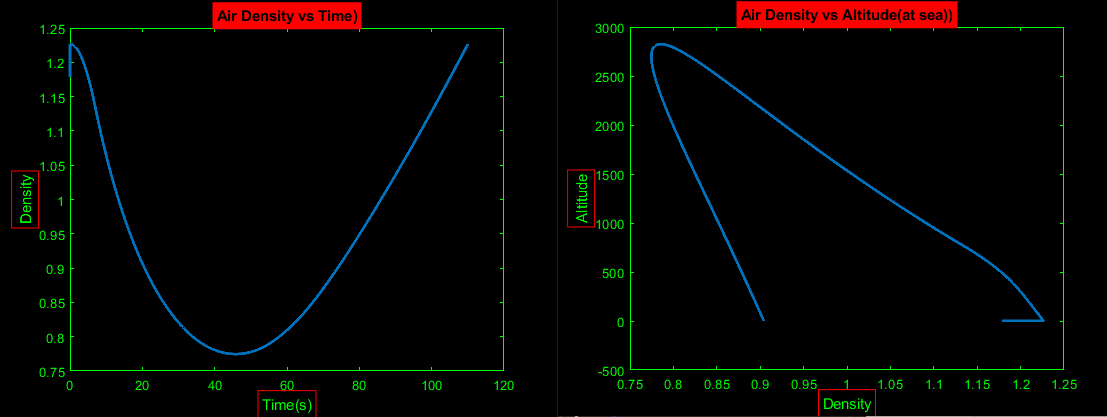 Air Density vs Time)
1.25
1.2
1.15
1.1
1.05
1
0.95
0.9
0.85
0.8
0.75
Density
0 20 40 60 80 100 120
Time(s)
Air Density vs Altitude(at sea))
3000
2500
2000
1500
1000
500
0
-500
Altitude
0.75 0.8 0.85 0.9 0.95 1 1.05 1.1 1.15 1.2 1.25
Density